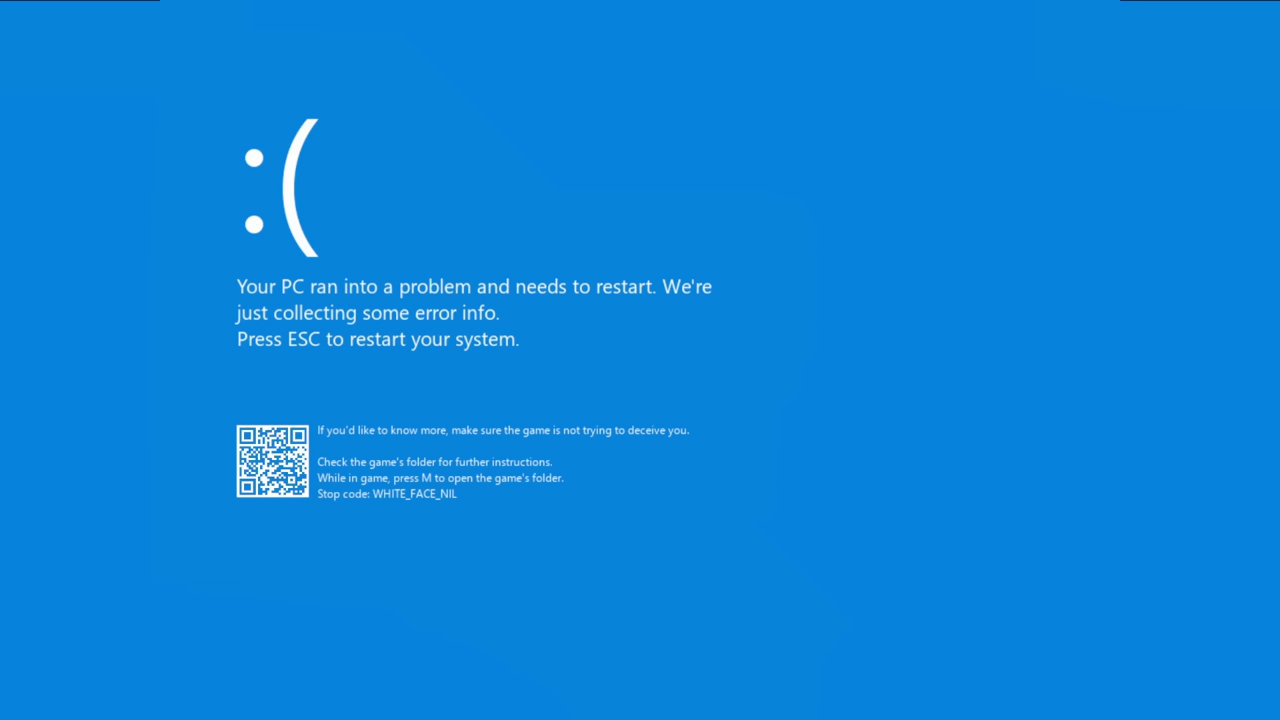 :(
Your PC ran into a problem and needs to restart. We're
just collecting some error info.
Press ESC to restart your system.
If you'd like to know more, make sure the game is not trying to deceive you.
Check the game's folder for further instructions.
While in game, press M to open the game's folder.
Stop code: WHITE_FACE_NIL